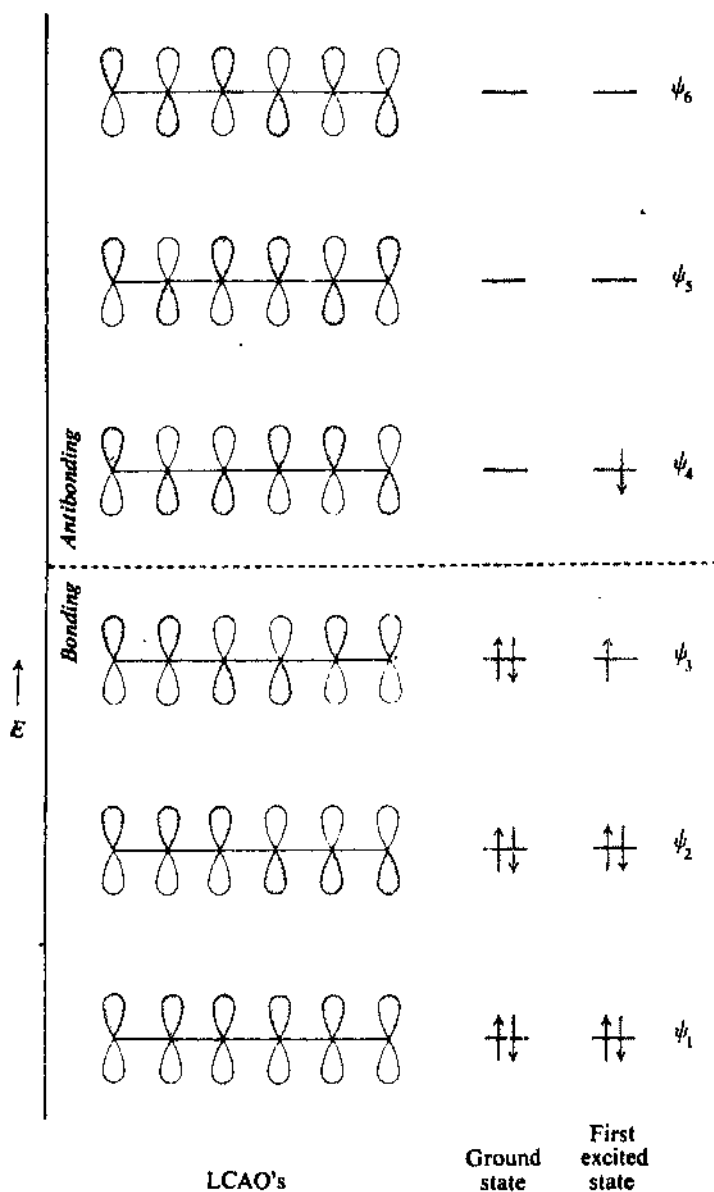 ψ6
ψ5
Antibonding
ψ4
Bonding
ψ3
E
ψ2
ψ1
LCAO's
Ground state
First excited state